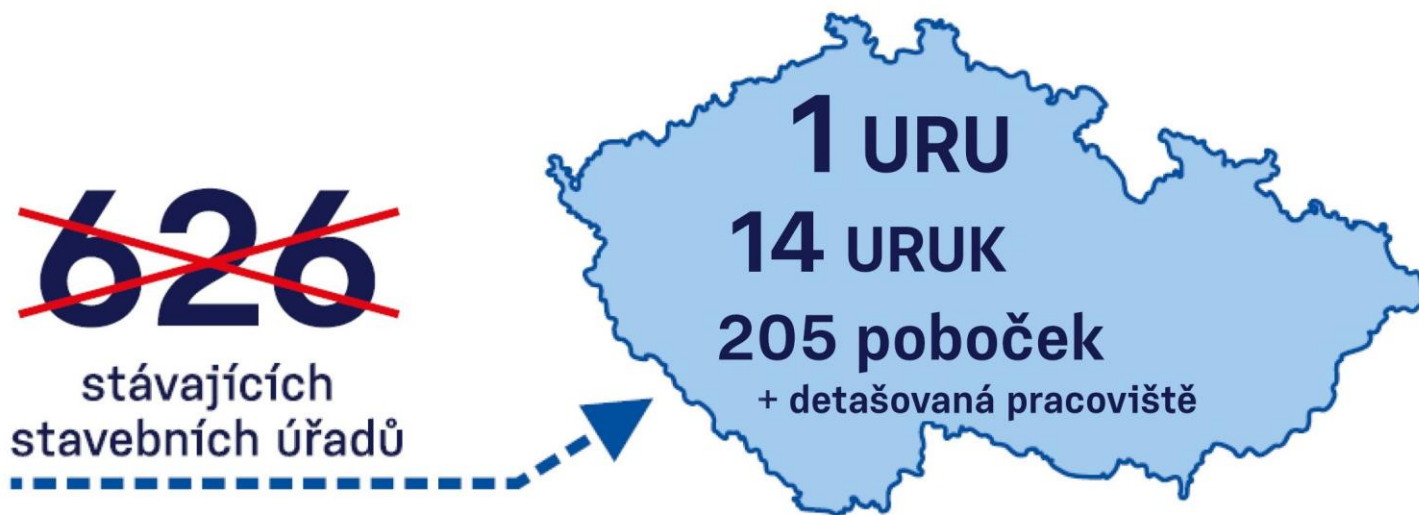 626
stávajících
stavebních úřadů
1 URU
14 URUK
205 poboček
+ detašovaná pracoviště